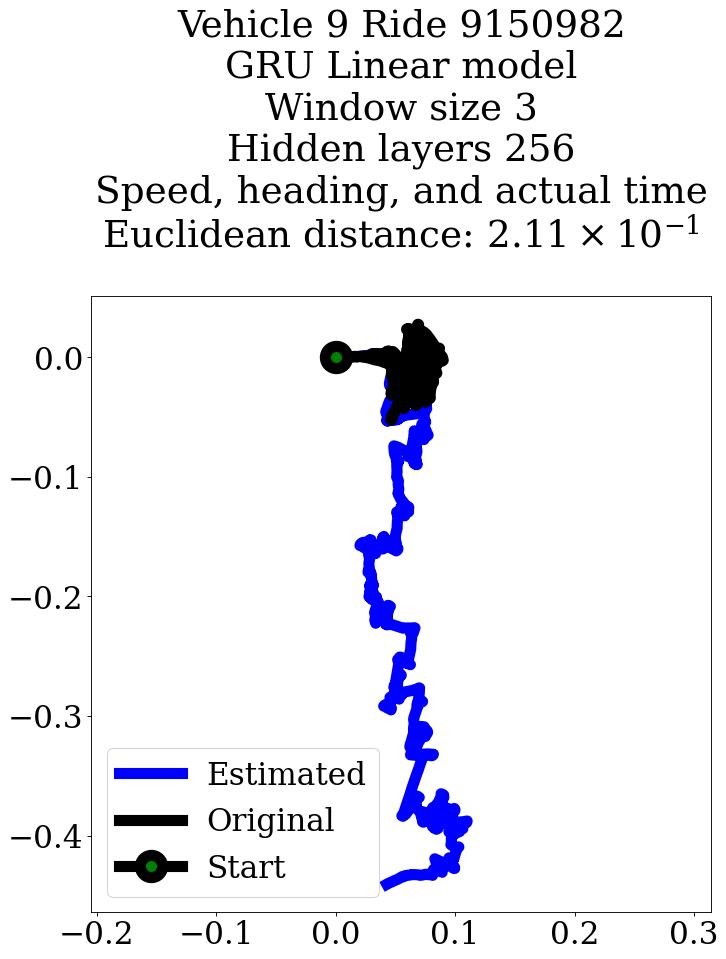 Vehicle 9 Ride 9150982
GRU Linear model
Window size 3
Hidden layers 256
Speed, heading, and actual time
Euclidean distance: 2.11 × 10⁻¹
0.0
−0.1
−0.2
−0.3
−0.4
Estimated
Original
Start
−0.2 −0.1 0.0 0.1 0.2 0.3